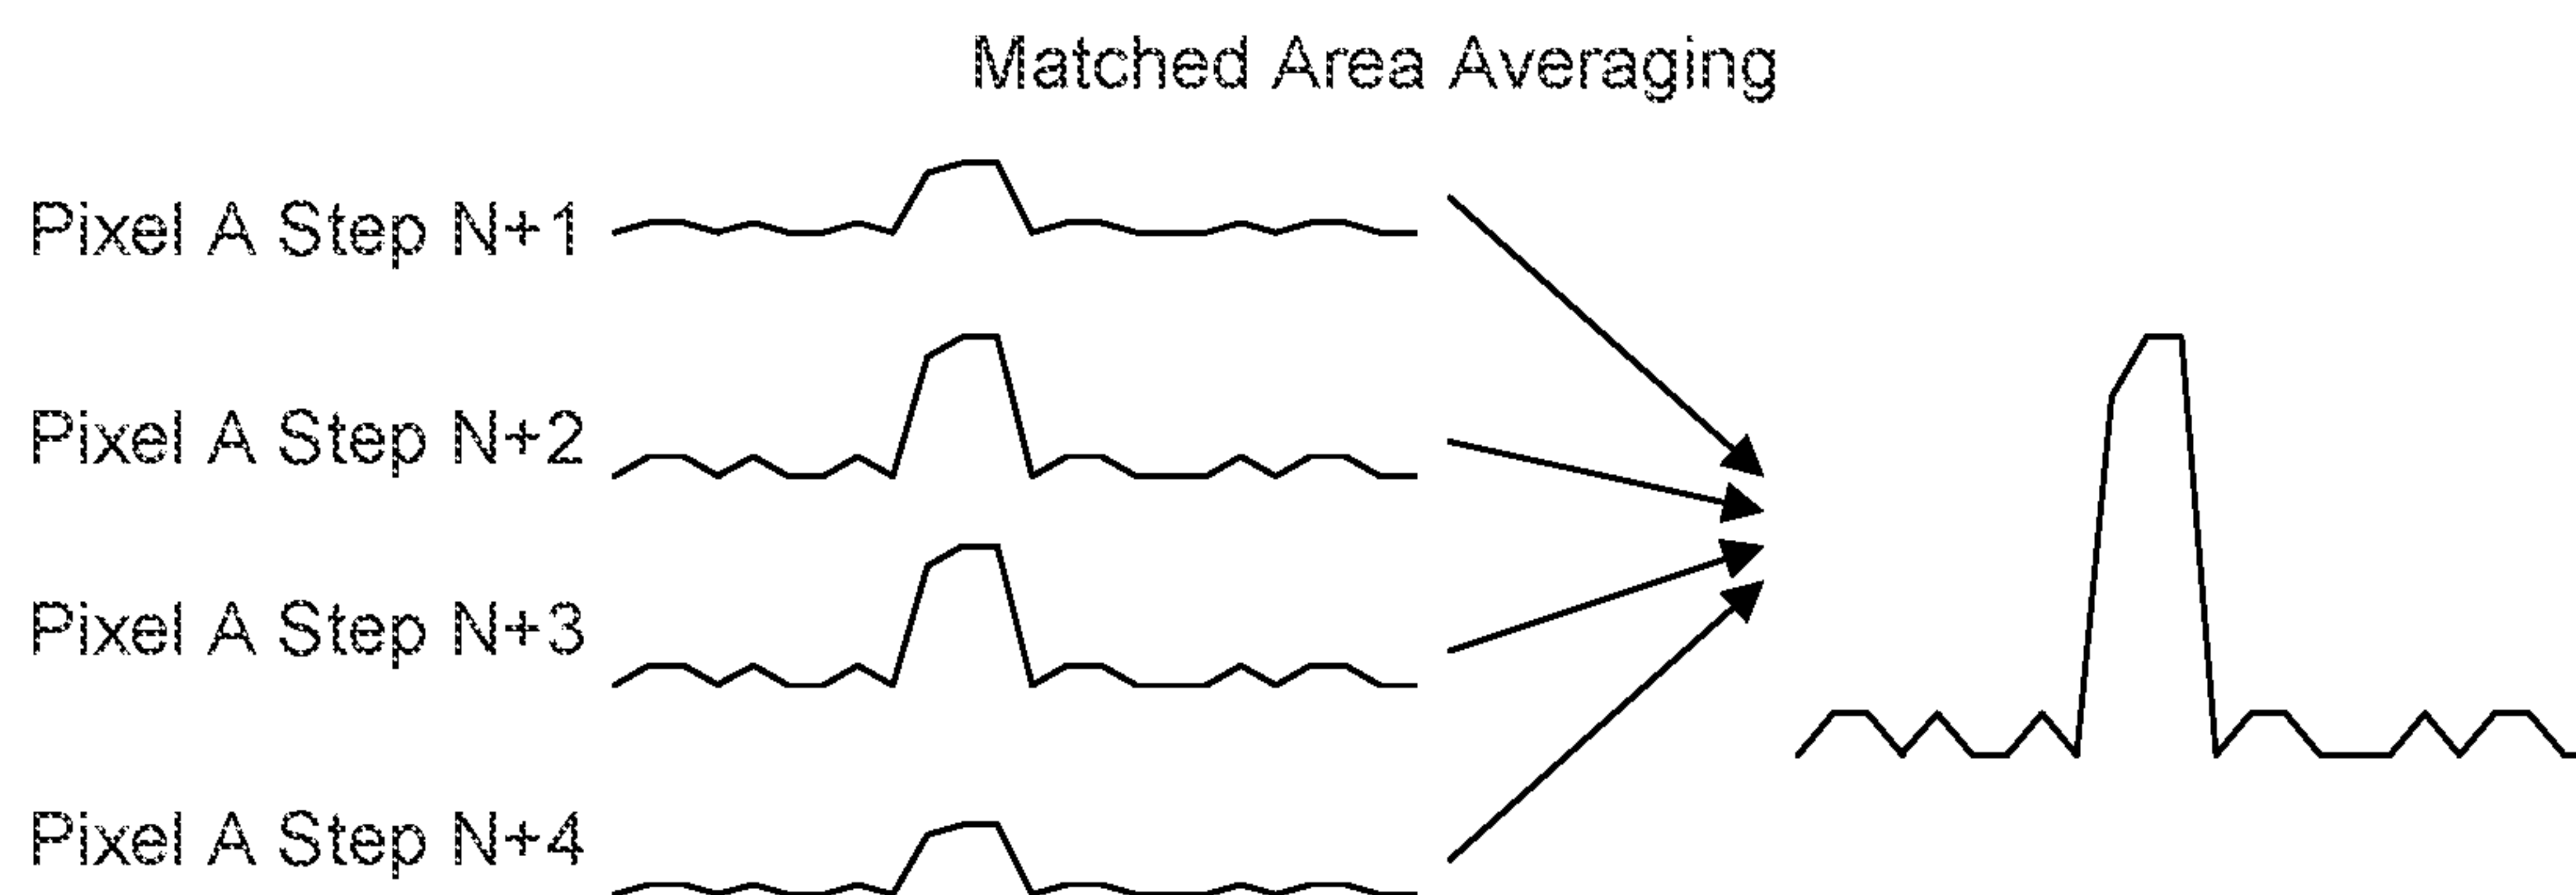 Matched Area Averaging
Pixel A Step N+1
Pixel A Step N+2
Pixel A Step N+3
Pixel A Step N+4